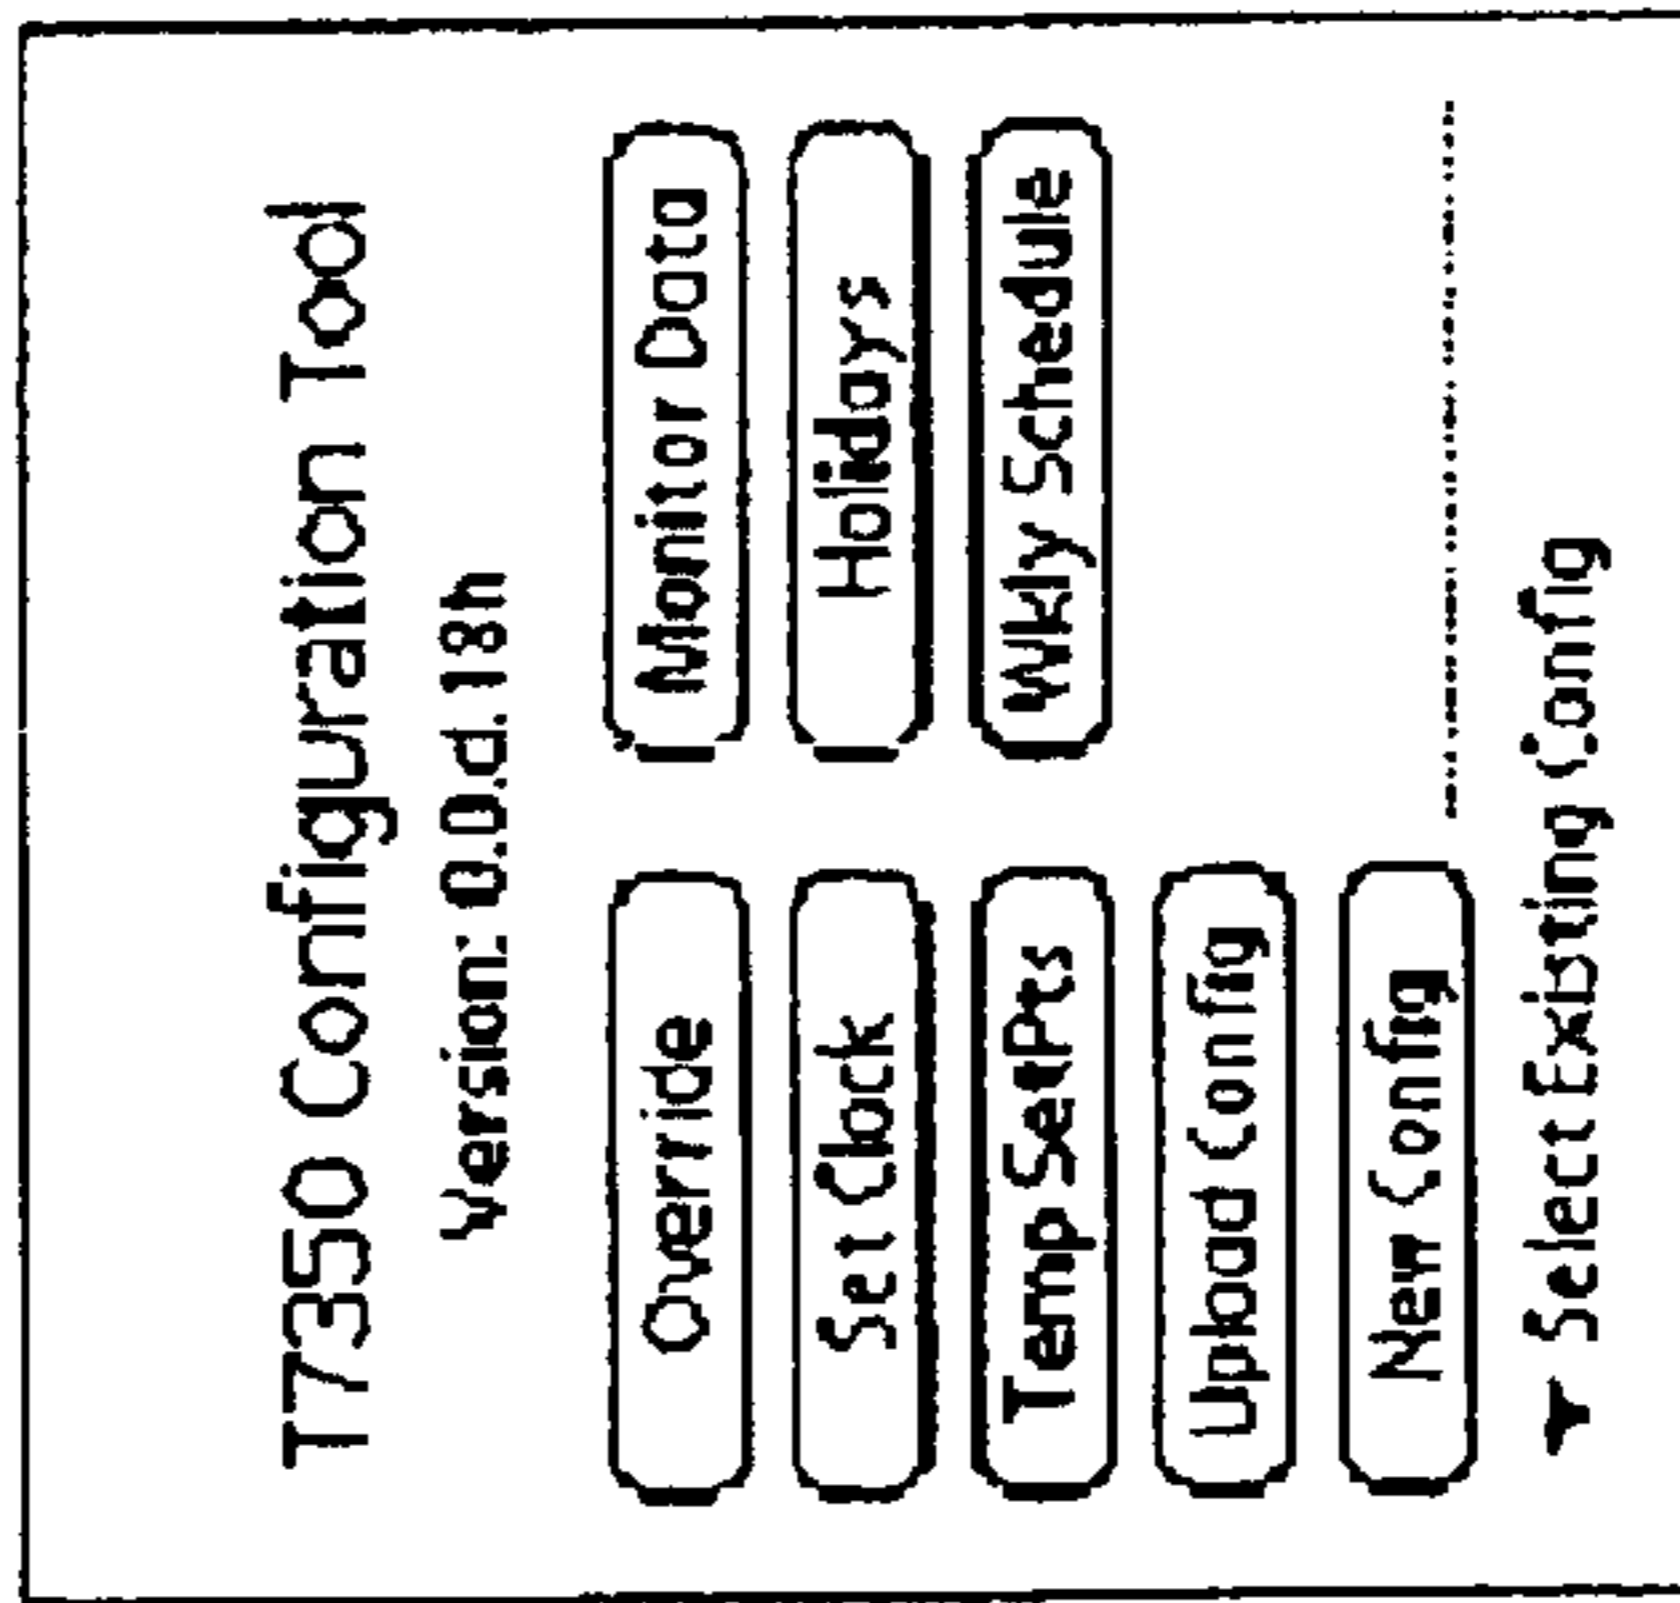 T7350 Configuration Tool
Version: 0.0.d.18h
Override Monitor Data
Set Clock Holidays
Temp SetPts Wkly Schedule
Upload Config
New Config
Select Existing Config